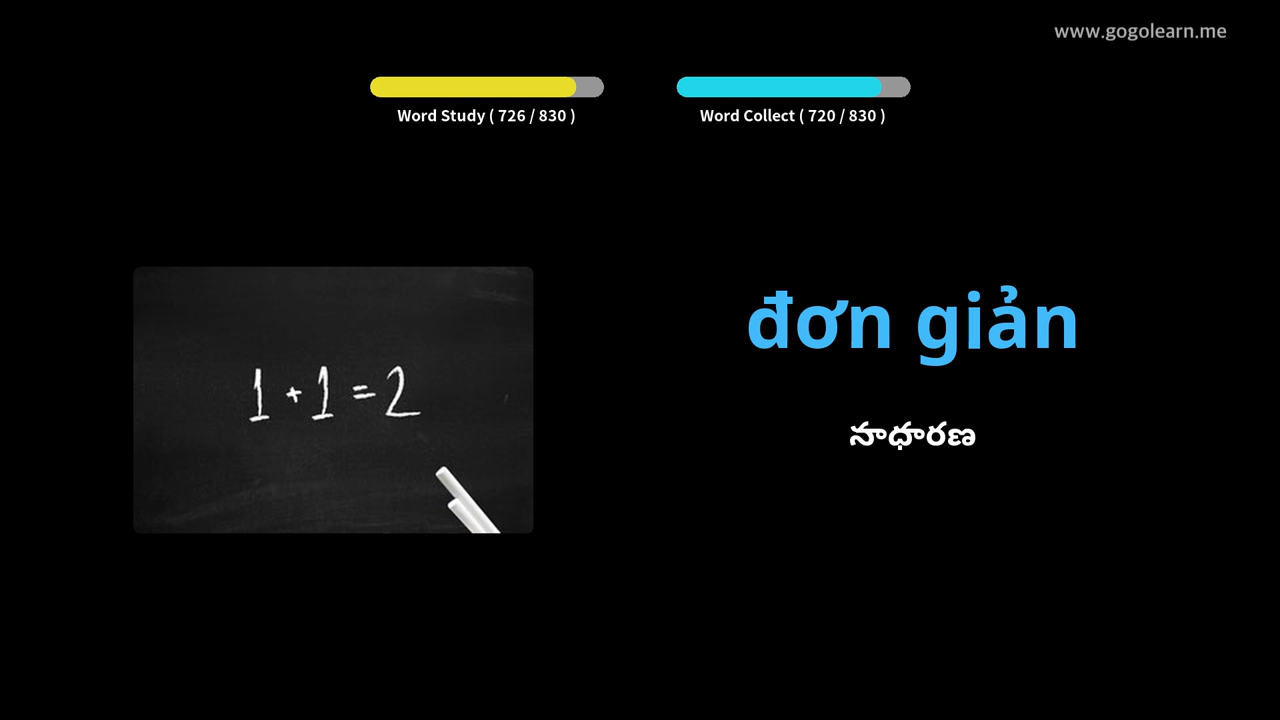 www.gogolearn.me
Word Study ( 726 / 830 )
Word Collect ( 720 / 830 )
1 + 1 = 2
đơn giản
సాధారణ